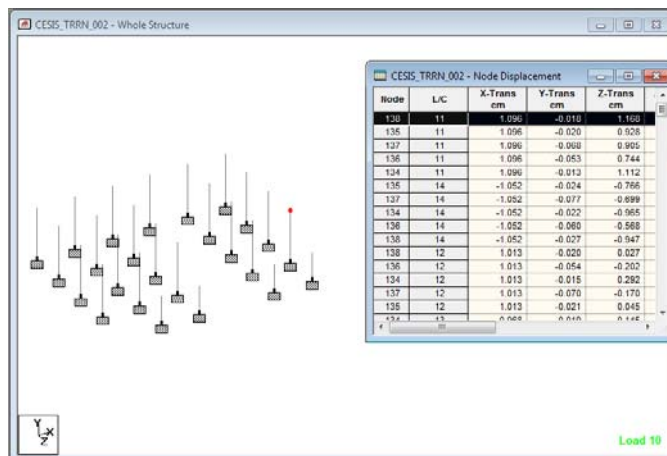 CESIS_TRRN_002 - Whole Structure
CESIS_TRRN_002 - Node Displacement
Node L/C X-Trans cm Y-Trans cm Z-Trans cm
138 11 1.096 -0.018 1.168
135 11 1.096 -0.020 0.928
137 11 1.096 -0.068 0.905
136 11 1.096 -0.053 0.744
134 11 1.096 -0.013 1.112
135 14 -1.052 -0.024 -0.766
137 14 -1.052 -0.077 -0.699
134 14 -1.052 -0.022 -0.965
136 14 -1.052 -0.060 -0.568
138 14 -1.052 -0.027 -0.947
138 12 1.013 -0.020 0.027
136 12 1.013 -0.054 -0.202
134 12 1.013 -0.015 0.292
137 12 1.013 -0.070 -0.170
135 12 1.013 -0.021 0.045
Y
X
Z
Load 10